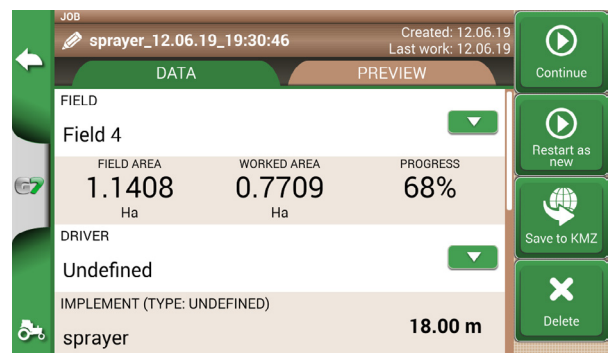 JOB
sprayer_12.06.19_19:30:46
Created: 12.06.19
Last work: 12.06.19
DATA
PREVIEW
FIELD
Field 4
FIELD AREA
WORKED AREA
PROGRESS
1.1408
0.7709
68%
Ha
Ha
DRIVER
Undefined
IMPLEMENT (TYPE: UNDEFINED)
sprayer
18.00 m
G7
Continue
Restart as
new
Save to KMZ
Delete